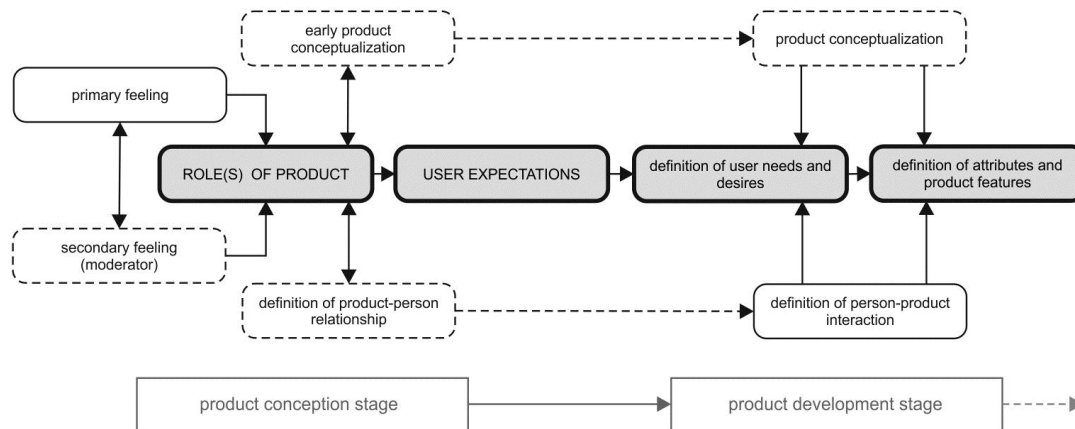 early product
conceptualization
product conceptualization
primary feeling
ROLE(S) OF PRODUCT
USER EXPECTATIONS
definition of user needs and
desires
definition of attributes and
product features
secondary feeling
(moderator)
definition of product-person
relationship
definition of person-product
interaction
product conception stage
product development stage